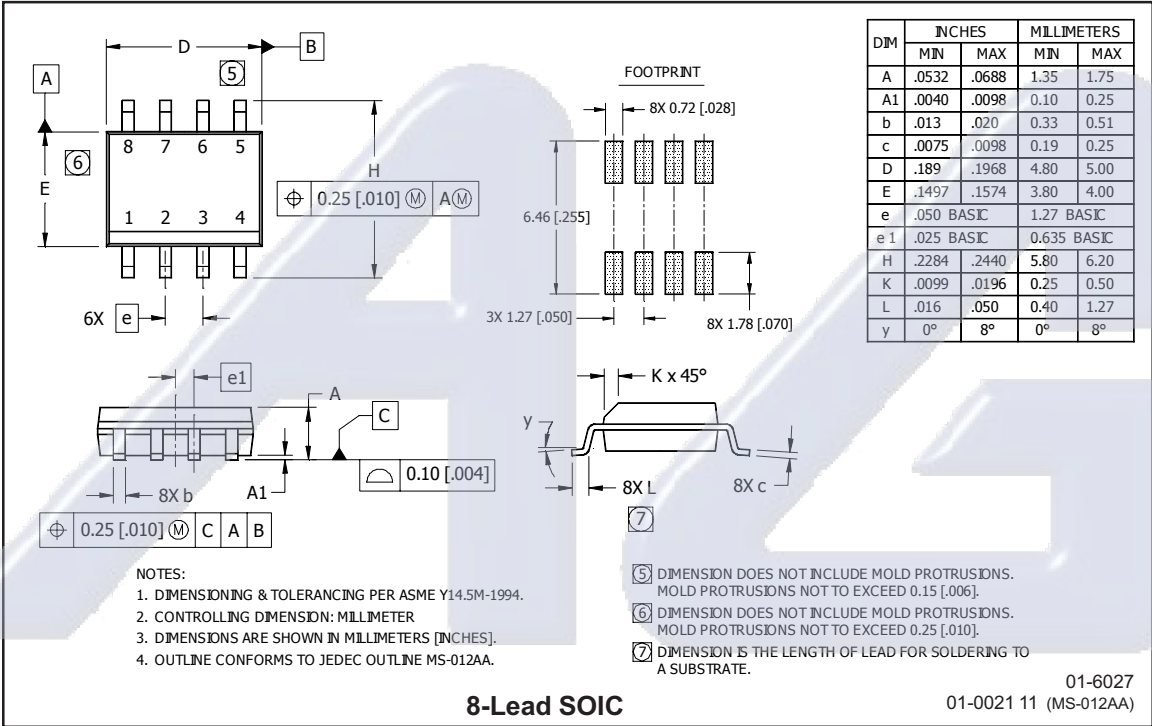 D
B
5
A
8 7 6 5
6
E
H
⌖ 0.25 [.010] Ⓜ A Ⓜ
1 2 3 4
6X e
FOOTPRINT
8X 0.72 [.028]
6.46 [.255]
3X 1.27 [.050]
8X 1.78 [.070]
DIM INCHES MILLIMETERS
MIN MAX MIN MAX
A .0532 .0688 1.35 1.75
A1 .0040 .0098 0.10 0.25
b .013 .020 0.33 0.51
c .0075 .0098 0.19 0.25
D .189 .1968 4.80 5.00
E .1497 .1574 3.80 4.00
e .050 BASIC 1.27 BASIC
e 1 .025 BASIC 0.635 BASIC
H .2284 .2440 5.80 6.20
K .0099 .0196 0.25 0.50
L .016 .050 0.40 1.27
y 0° 8° 0° 8°
e1
A
C
0.10 [.004]
8X b
A1
⌖ 0.25 [.010] Ⓜ C A B
K x 45°
y
8X L
8X c
7
NOTES:
1. DIMENSIONING & TOLERANCING PER ASME Y14.5M-1994.
2. CONTROLLING DIMENSION: MILLIMETER
3. DIMENSIONS ARE SHOWN IN MILLIMETERS [INCHES].
4. OUTLINE CONFORMS TO JEDEC OUTLINE MS-012AA.
5 DIMENSION DOES NOT INCLUDE MOLD PROTRUSIONS.
MOLD PROTRUSIONS NOT TO EXCEED 0.15 [.006].
6 DIMENSION DOES NOT INCLUDE MOLD PROTRUSIONS.
MOLD PROTRUSIONS NOT TO EXCEED 0.25 [.010].
7 DIMENSION IS THE LENGTH OF LEAD FOR SOLDERING TO
A SUBSTRATE.
8-Lead SOIC
01-6027
01-0021 11 (MS-012AA)